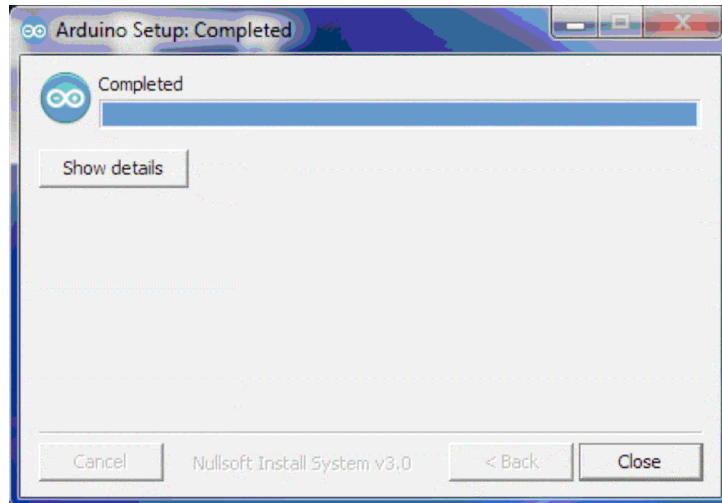 Arduino Setup: Completed
Completed
Show details
Cancel
Nullsoft Install System v3.0
< Back
Close